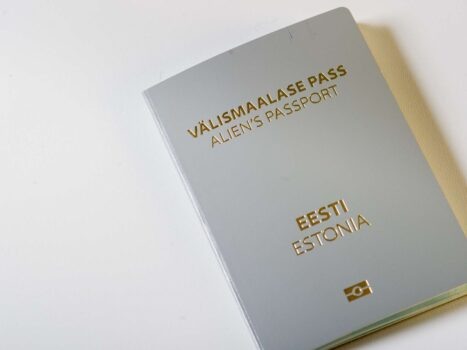 VÄLISMAALASE PASS
ALIEN'S PASSPORT
EESTI
ESTONIA